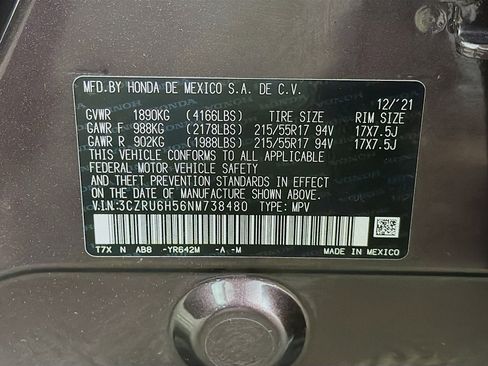 MFD.BY HONDA DE MEXICO S.A. DE C.V.
12/'21
GVWR 1890KG (4166LBS) TIRE SIZE RIM SIZE
GAWR F 988KG (2178LBS) 215/55R17 94V 17X7.5J
GAWR R 902KG (1988LBS) 215/55R17 94V 17X7.5J
THIS VEHICLE CONFORMS TO ALL APPLICABLE
FEDERAL MOTOR VEHICLE SAFETY STANDARDS IN EFFECT
ON THE DATE OF MANUFACTURE SHOWN ABOVE.
V.I.N:3CZRU6H56NM738480 TYPE: MPV
T7X N AB8 -YR642M -A -M MADE IN MEXICO